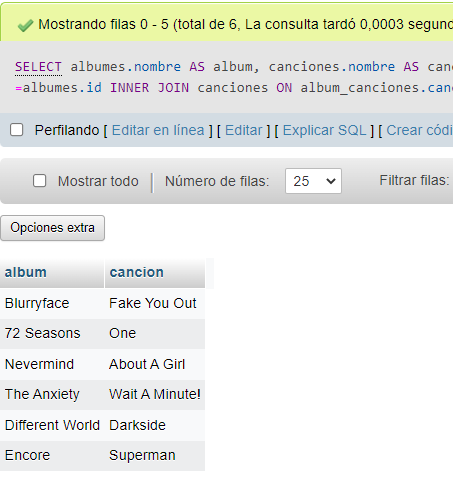 Mostrando filas 0 - 5 (total de 6, La consulta tardó 0,0003 segund
SELECT albumes.nombre AS album, canciones.nombre AS can
=albumes.id INNER JOIN canciones ON album_canciones.can
Perfilando [ Editar en línea ] [ Editar ] [ Explicar SQL ] [ Crear códi
Mostrar todo | Número de filas: 25 Filtrar filas:
Opciones extra
album cancion
Blurryface Fake You Out
72 Seasons One
Nevermind About A Girl
The Anxiety Wait A Minute!
Different World Darkside
Encore Superman